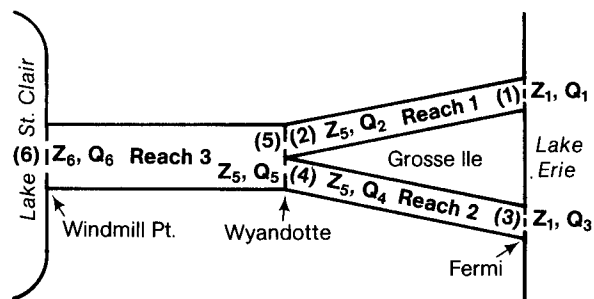 Lake St. Clair
(6) Z6, Q6 Reach 3
(5)
Z5, Q5
(2) Z5, Q2 Reach 1 (1)
Z1, Q1
Grosse Ile
Lake
Erie
(4) Z5, Q4 Reach 2 (3)
Z1, Q3
Windmill Pt.
Wyandotte
Fermi